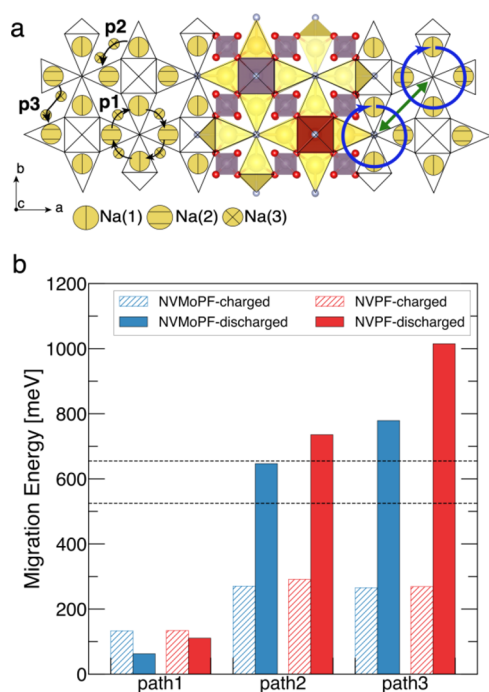 a
p2
p3
p1
b
c
a
Na(1)
Na(2)
Na(3)
b
1200
NVMoPF-charged
NVPF-charged
NVMoPF-discharged
NVPF-discharged
1000
800
600
400
200
0
Migration Energy [meV]
path1
path2
path3